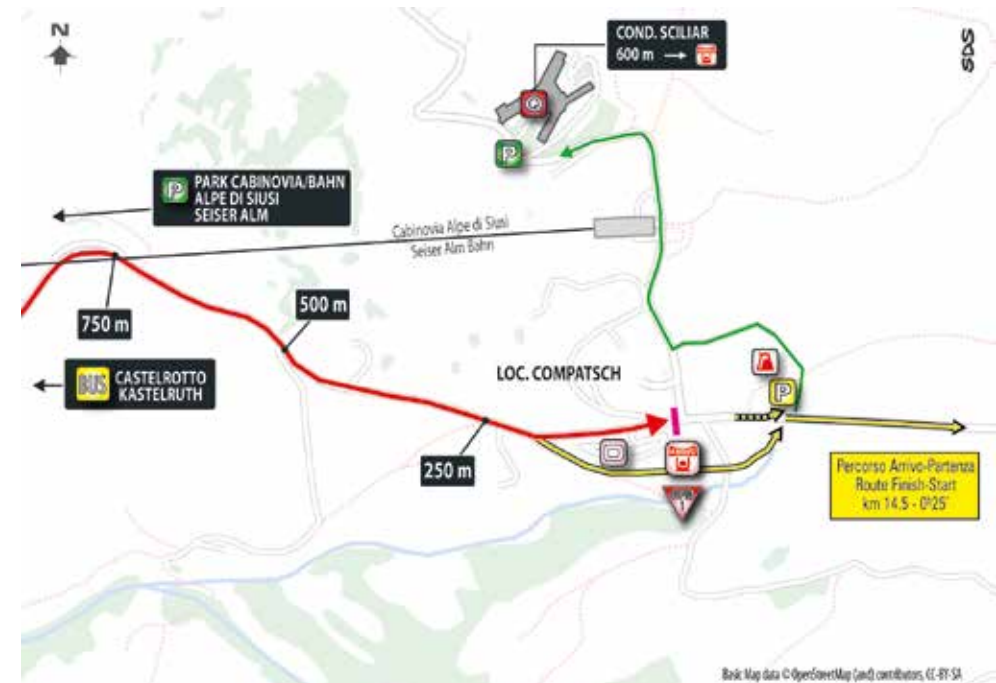 N
COND. SCILIAR
600 m
SDS
Q
P
P
PARK CABINOVIA/BAHN
ALPE DI SIUSI
SEISER ALM
Cabinovia Alpe di Siusi
Seiser Alm Bahn
750 m
500 m
BUS
CASTELROTTO
KASTELRUTH
LOC. COMPATSCH
P
250 m
1
Percorso Arrivo-Partenza
Route Finish-Start
km 14.5 - 0h25'
Basic Map data © OpenStreetMap (and) contributors, CC-BY-SA